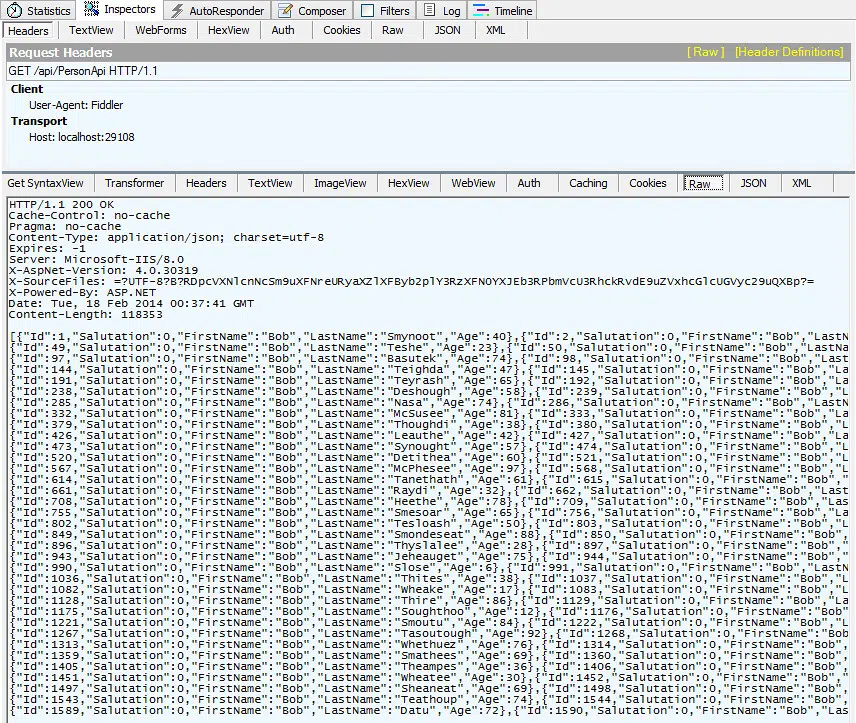 Statistics Inspectors AutoResponder Composer Filters Log Timeline
Headers TextView WebForms HexView Auth Cookies Raw JSON XML
Request Headers [ Raw ] [Header Definitions]
GET /api/PersonApi HTTP/1.1
Client
User-Agent: Fiddler
Transport
Host: localhost:29108
Get SyntaxView Transformer Headers TextView ImageView HexView WebView Auth Caching Cookies Raw JSON XML
HTTP/1.1 200 OK
Cache-Control: no-cache
Pragma: no-cache
Content-Type: application/json; charset=utf-8
Expires: -1
Server: Microsoft-IIS/8.0
X-AspNet-Version: 4.0.30319
X-SourceFiles: =?UTF-8?B?RDpcVXNlcnNcSm9uXFNreURyaXZlXFByb2plY3RzXFN0YXJEb3RPbmVcU3RhckRvdE9uZVxhcGlcUGVyc29uQXBp?=
X-Powered-By: ASP.NET
Date: Tue, 18 Feb 2014 00:37:41 GMT
Content-Length: 118353
[{"Id":1,"Salutation":0,"FirstName":"Bob","LastName":"Smynoot","Age":40},{"Id":2,"Salutation":0,"FirstName":"Bob","LastN
{"Id":49,"Salutation":0,"FirstName":"Bob","LastName":"Teshe","Age":23},{"Id":50,"Salutation":0,"FirstName":"Bob","LastNa
{"Id":97,"Salutation":0,"FirstName":"Bob","LastName":"Basutek","Age":74},{"Id":98,"Salutation":0,"FirstName":"Bob","Last
{"Id":144,"Salutation":0,"FirstName":"Bob","LastName":"Teighda","Age":47},{"Id":145,"Salutation":0,"FirstName":"Bob","La
{"Id":191,"Salutation":0,"FirstName":"Bob","LastName":"Teyrash","Age":65},{"Id":192,"Salutation":0,"FirstName":"Bob","La
{"Id":238,"Salutation":0,"FirstName":"Bob","LastName":"Deshough","Age":58},{"Id":239,"Salutation":0,"FirstName":"Bob","L
{"Id":285,"Salutation":0,"FirstName":"Bob","LastName":"Nasa","Age":74},{"Id":286,"Salutation":0,"FirstName":"Bob","LastN
{"Id":332,"Salutation":0,"FirstName":"Bob","LastName":"McSusee","Age":81},{"Id":333,"Salutation":0,"FirstName":"Bob","La
{"Id":379,"Salutation":0,"FirstName":"Bob","LastName":"Thoughdi","Age":38},{"Id":380,"Salutation":0,"FirstName":"Bob","L
{"Id":426,"Salutation":0,"FirstName":"Bob","LastName":"Leauthe","Age":42},{"Id":427,"Salutation":0,"FirstName":"Bob","La
{"Id":473,"Salutation":0,"FirstName":"Bob","LastName":"Synought","Age":57},{"Id":474,"Salutation":0,"FirstName":"Bob","L
{"Id":520,"Salutation":0,"FirstName":"Bob","LastName":"Detithea","Age":60},{"Id":521,"Salutation":0,"FirstName":"Bob","L
{"Id":567,"Salutation":0,"FirstName":"Bob","LastName":"McPhesee","Age":97},{"Id":568,"Salutation":0,"FirstName":"Bob","L
{"Id":614,"Salutation":0,"FirstName":"Bob","LastName":"Tanethath","Age":61},{"Id":615,"Salutation":0,"FirstName":"Bob","
{"Id":661,"Salutation":0,"FirstName":"Bob","LastName":"Raydi","Age":32},{"Id":662,"Salutation":0,"FirstName":"Bob","Last
{"Id":708,"Salutation":0,"FirstName":"Bob","LastName":"Heethe","Age":78},{"Id":709,"Salutation":0,"FirstName":"Bob","Las
{"Id":755,"Salutation":0,"FirstName":"Bob","LastName":"Smesoar","Age":65},{"Id":756,"Salutation":0,"FirstName":"Bob","La
{"Id":802,"Salutation":0,"FirstName":"Bob","LastName":"Tesloash","Age":50},{"Id":803,"Salutation":0,"FirstName":"Bob","L
{"Id":849,"Salutation":0,"FirstName":"Bob","LastName":"Smondeseat","Age":88},{"Id":850,"Salutation":0,"FirstName":"Bob",
{"Id":896,"Salutation":0,"FirstName":"Bob","LastName":"Thyslalee","Age":28},{"Id":897,"Salutation":0,"FirstName":"Bob","
{"Id":943,"Salutation":0,"FirstName":"Bob","LastName":"Jeheauget","Age":75},{"Id":944,"Salutation":0,"FirstName":"Bob","
{"Id":990,"Salutation":0,"FirstName":"Bob","LastName":"Slose","Age":6},{"Id":991,"Salutation":0,"FirstName":"Bob","LastN
{"Id":1036,"Salutation":0,"FirstName":"Bob","LastName":"Thites","Age":38},{"Id":1037,"Salutation":0,"FirstName":"Bob","L
{"Id":1082,"Salutation":0,"FirstName":"Bob","LastName":"Wheake","Age":17},{"Id":1083,"Salutation":0,"FirstName":"Bob","L
{"Id":1128,"Salutation":0,"FirstName":"Bob","LastName":"Thire","Age":86},{"Id":1129,"Salutation":0,"FirstName":"Bob","La
{"Id":1175,"Salutation":0,"FirstName":"Bob","LastName":"Soughthoo","Age":12},{"Id":1176,"Salutation":0,"FirstName":"Bob"
{"Id":1221,"Salutation":0,"FirstName":"Bob","LastName":"Smoutu","Age":84},{"Id":1222,"Salutation":0,"FirstName":"Bob","L
{"Id":1267,"Salutation":0,"FirstName":"Bob","LastName":"Tasoutough","Age":92},{"Id":1268,"Salutation":0,"FirstName":"Bob
{"Id":1313,"Salutation":0,"FirstName":"Bob","LastName":"Whethuez","Age":76},{"Id":1314,"Salutation":0,"FirstName":"Bob",
{"Id":1359,"Salutation":0,"FirstName":"Bob","LastName":"Smathees","Age":69},{"Id":1360,"Salutation":0,"FirstName":"Bob",
{"Id":1405,"Salutation":0,"FirstName":"Bob","LastName":"Theampes","Age":36},{"Id":1406,"Salutation":0,"FirstName":"Bob",
{"Id":1451,"Salutation":0,"FirstName":"Bob","LastName":"Wheatee","Age":30},{"Id":1452,"Salutation":0,"FirstName":"Bob","
{"Id":1497,"Salutation":0,"FirstName":"Bob","LastName":"Sheaneat","Age":69},{"Id":1498,"Salutation":0,"FirstName":"Bob",
{"Id":1543,"Salutation":0,"FirstName":"Bob","LastName":"Teathoup","Age":74},{"Id":1544,"Salutation":0,"FirstName":"Bob",
{"Id":1589,"Salutation":0,"FirstName":"Bob","LastName":"Datu","Age":72},{"Id":1590,"Salutation":0,"FirstName":"Bob","Las